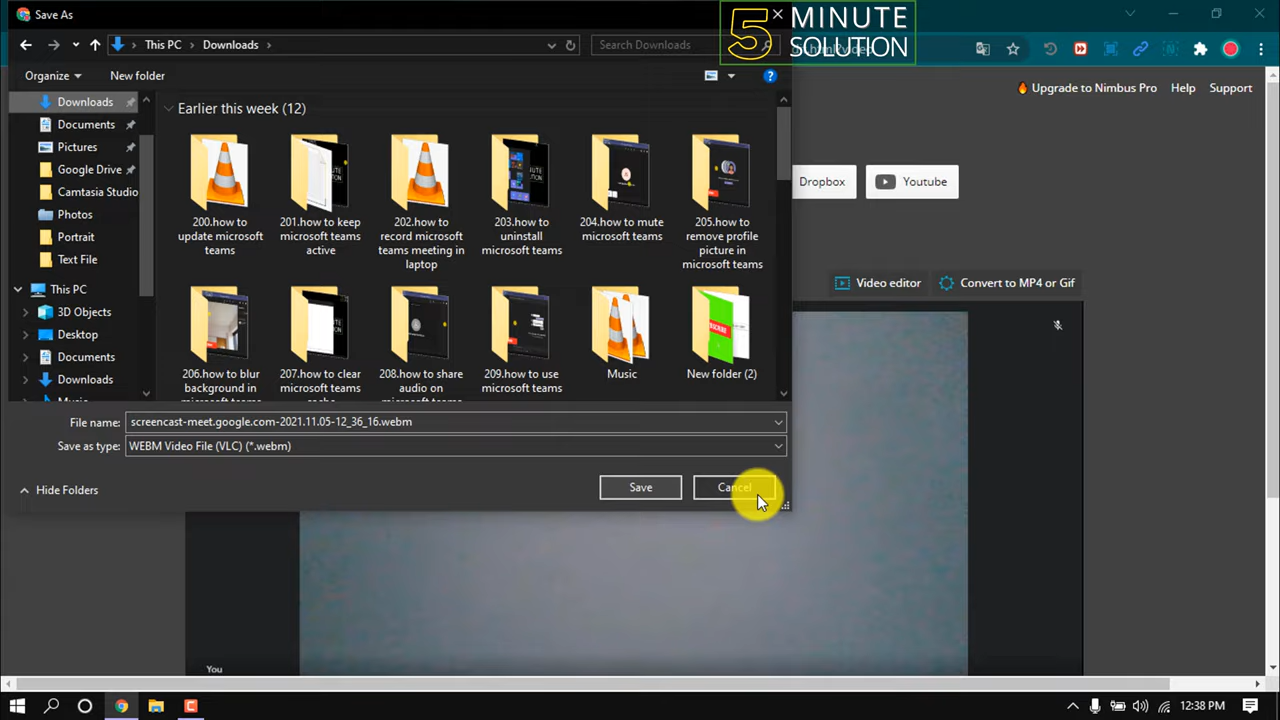 Save As
5 MINUTE
SOLUTION
This PC
Downloads
Search Downloads
Organize
New folder
Upgrade to Nimbus Pro
Help
Support
Downloads
Documents
Pictures
Google Drive
Camtasia Studio
Photos
Portrait
Text File
This PC
3D Objects
Desktop
Documents
Downloads
Music
Earlier this week (12)
200.how to
update microsoft
teams
201.how to keep
microsoft teams
active
202.how to
record microsoft
teams meeting in
laptop
203.how to
uninstall
microsoft teams
204.how to mute
microsoft teams
205.how to
remove profile
picture in
microsoft teams
206.how to blur
background in
207.how to clear
microsoft teams
208.how to share
audio on
209.how to use
microsoft teams
Music
New folder (2)
Dropbox
Youtube
Video editor
Convert to MP4 or Gif
File name:
screencast-meet.google.com-2021.11.05-12_36_16.webm
Save as type:
WEBM Video File (VLC) (*.webm)
Hide Folders
Save
Cancel
You
12:38 PM